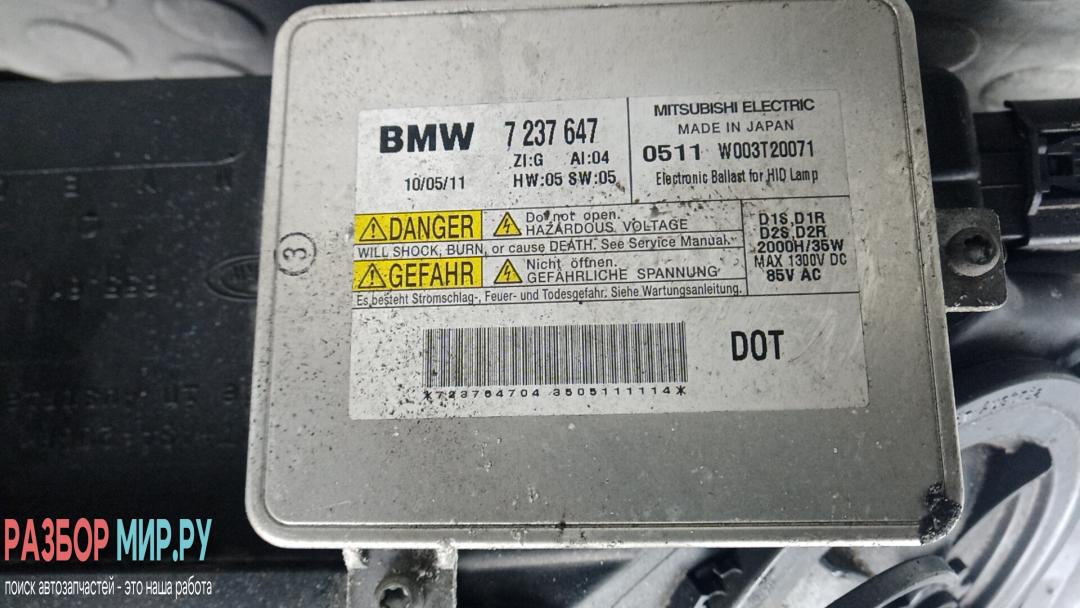 BMW 7 237 647
ZI:G AI:04
10/05/11 HW:05 SW:05
MITSUBISHI ELECTRIC
MADE IN JAPAN
0511 W003T20071
Electronic Ballast for HID Lamp
DANGER
Do not open.
HAZARDOUS VOLTAGE
WILL SHOCK, BURN, or cause DEATH. See Service Manual.
GEFAHR
Nicht öffnen.
GEFÄHRLICHE SPANNUNG
Es besteht Stromschlag-, Feuer- und Todesgefahr. Siehe Wartungsanleitung.
D1S, D1R
D2S, D2R
2000H/35W
MAX 1300V DC
85V AC
3
*723764704 3505111114*
DOT
РАЗБОР МИР.РУ
поиск автозапчастей - это наша работа